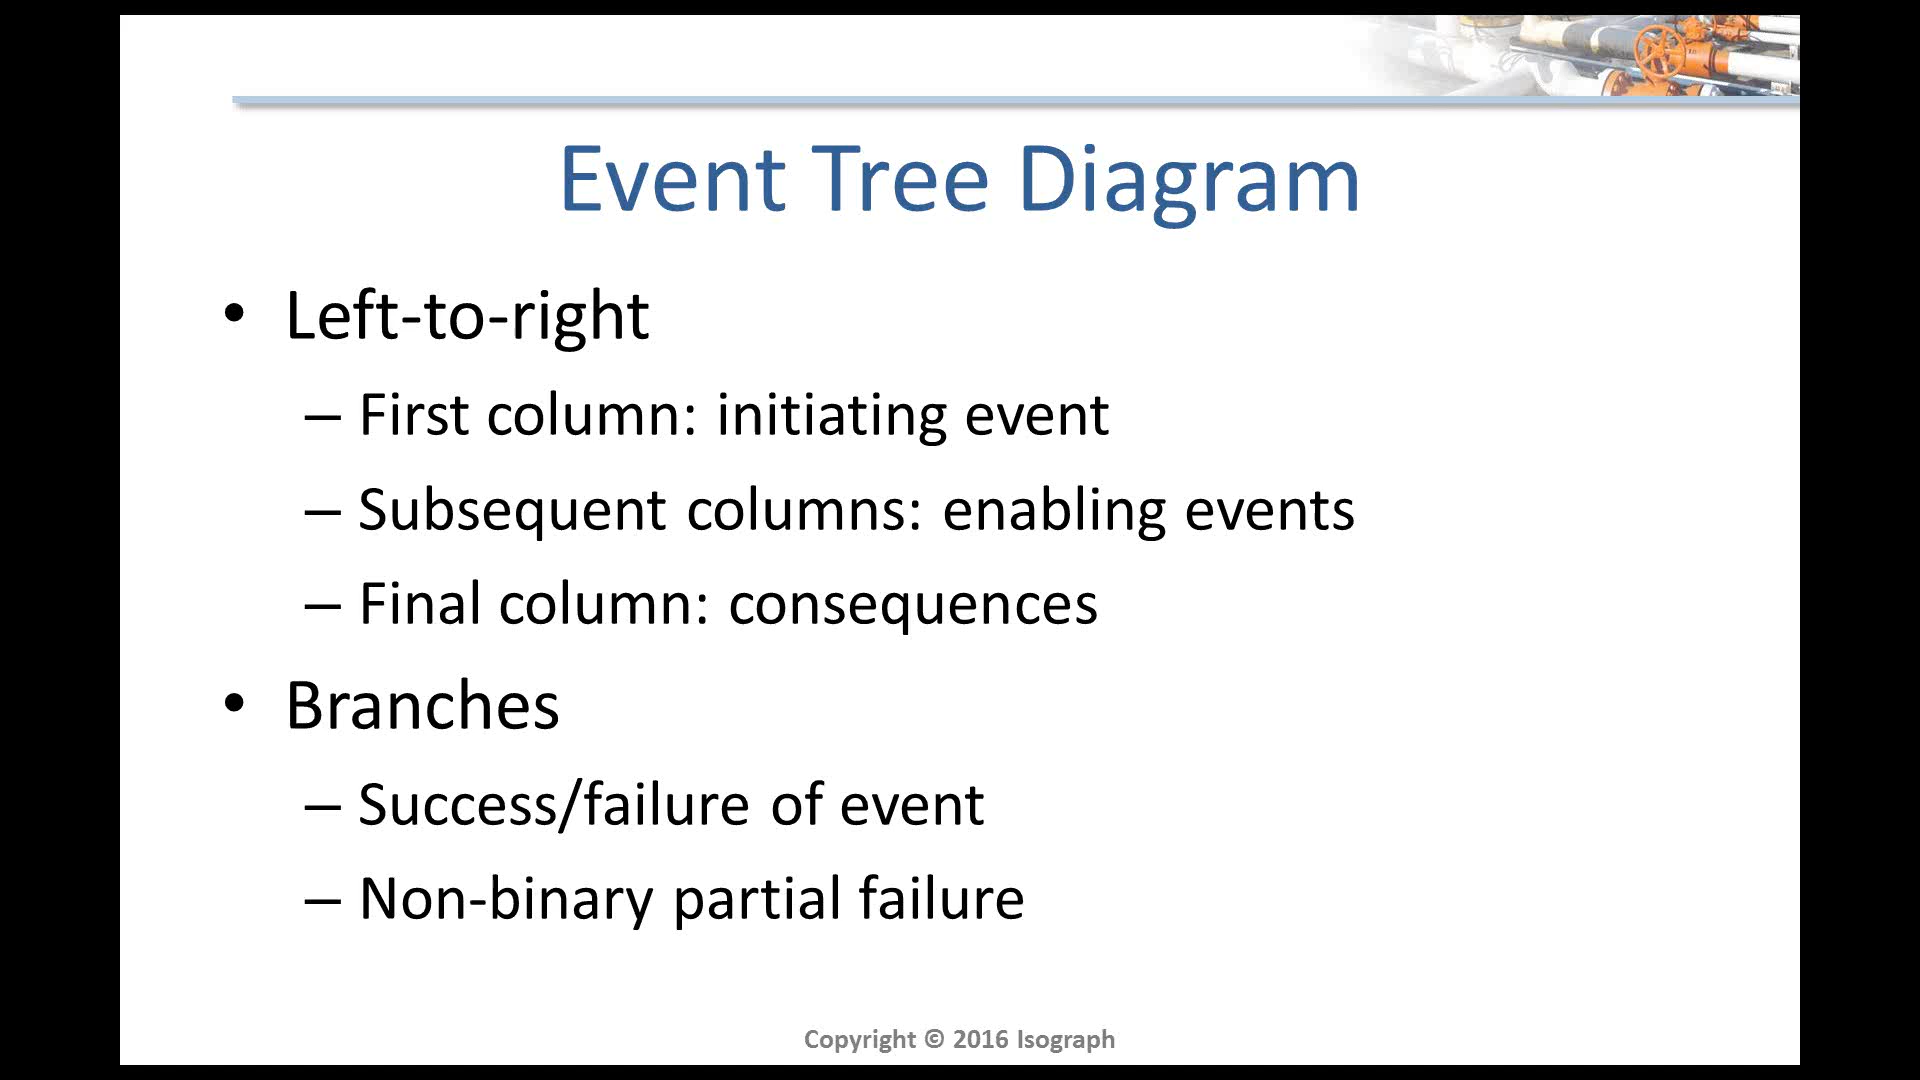 Event Tree Diagram
• Left-to-right
– First column: initiating event
– Subsequent columns: enabling events
– Final column: consequences
• Branches
– Success/failure of event
– Non-binary partial failure
Copyright © 2016 Isograph